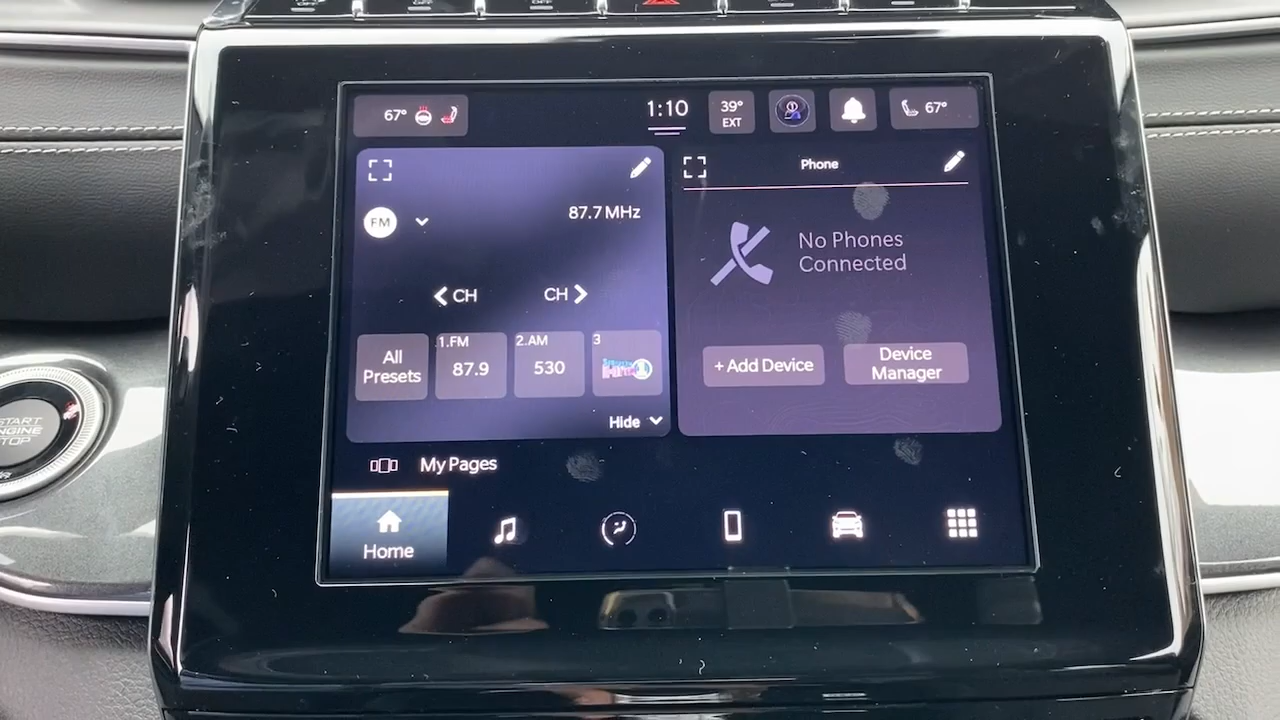 67°
1:10
39°
EXT
67°
Phone
FM
87.7 MHz
No Phones
Connected
CH
CH
1.FM
2.AM
3
All
Presets
87.9
530
+ Add Device
Device
Manager
Hide
My Pages
Home
START
ENGINE
STOP